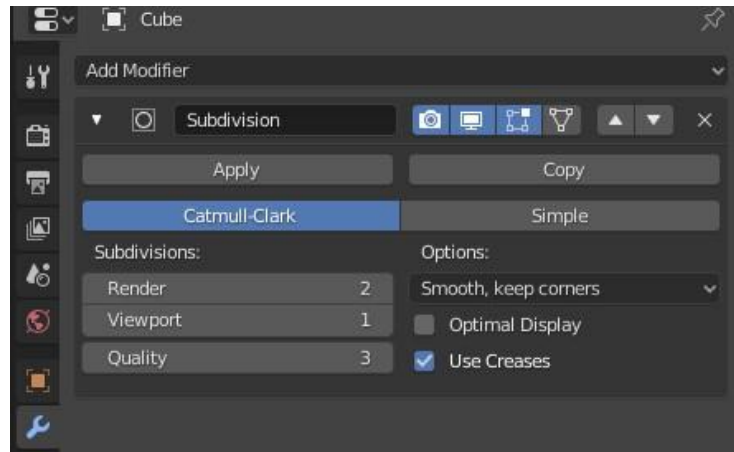 Cube
Add Modifier
Subdivision
Apply Copy
Catmull-Clark Simple
Subdivisions: Options:
Render 2 Smooth, keep corners
Viewport 1 Optimal Display
Quality 3 Use Creases